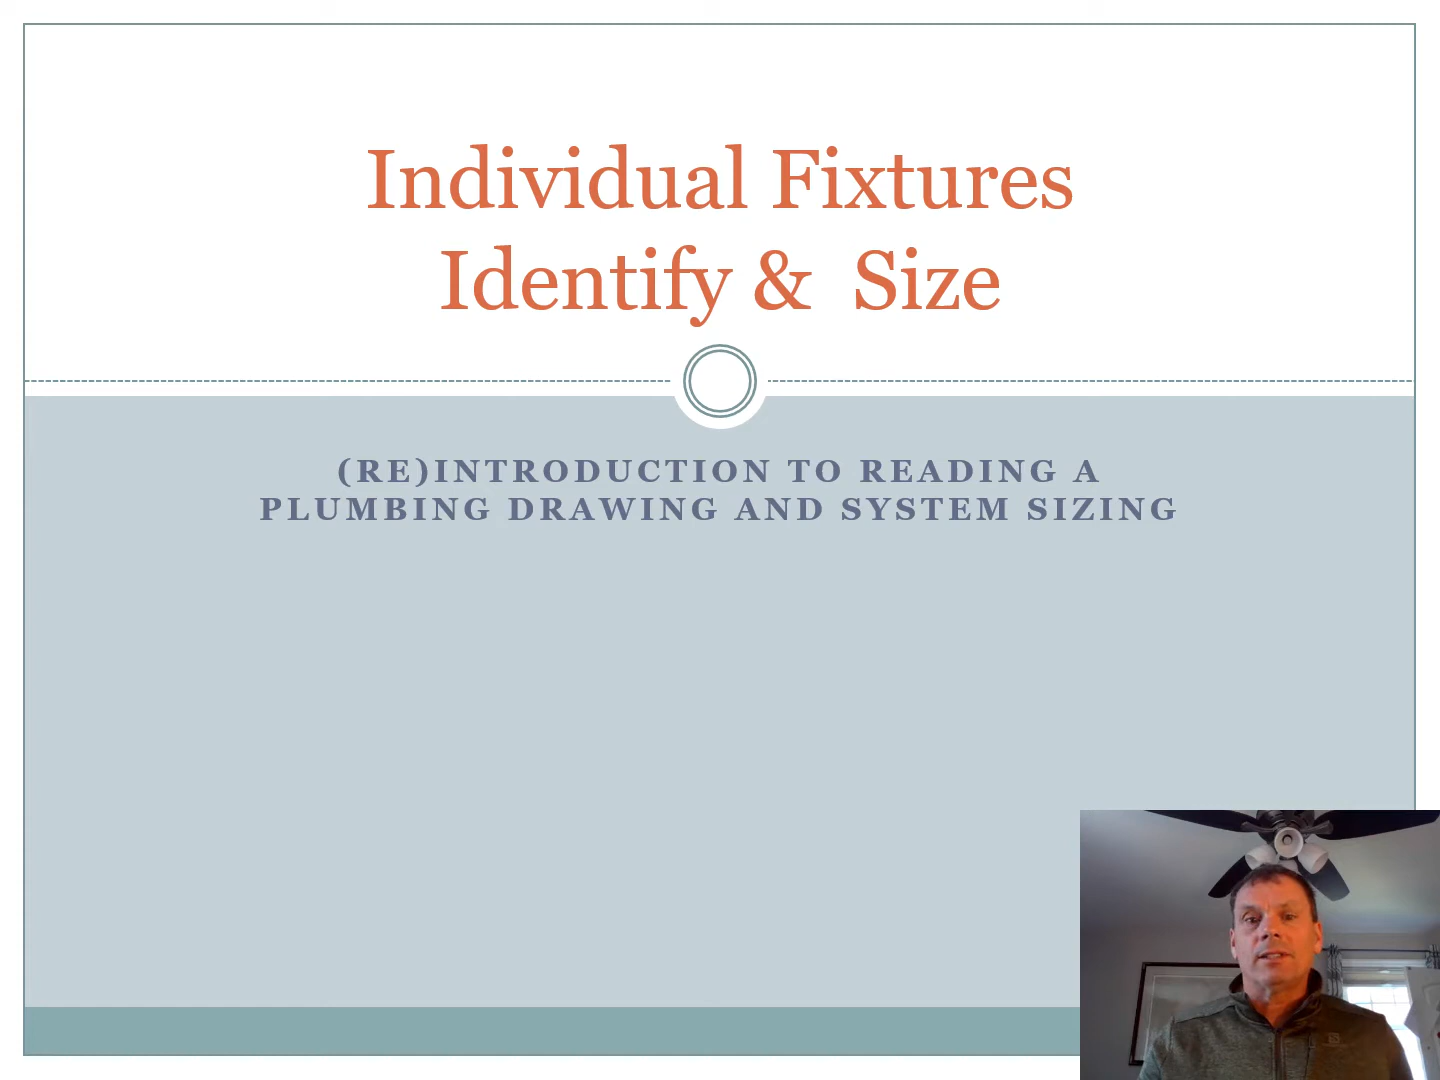 Individual Fixtures
Identify & Size
(RE)INTRODUCTION TO READING A
PLUMBING DRAWING AND SYSTEM SIZING